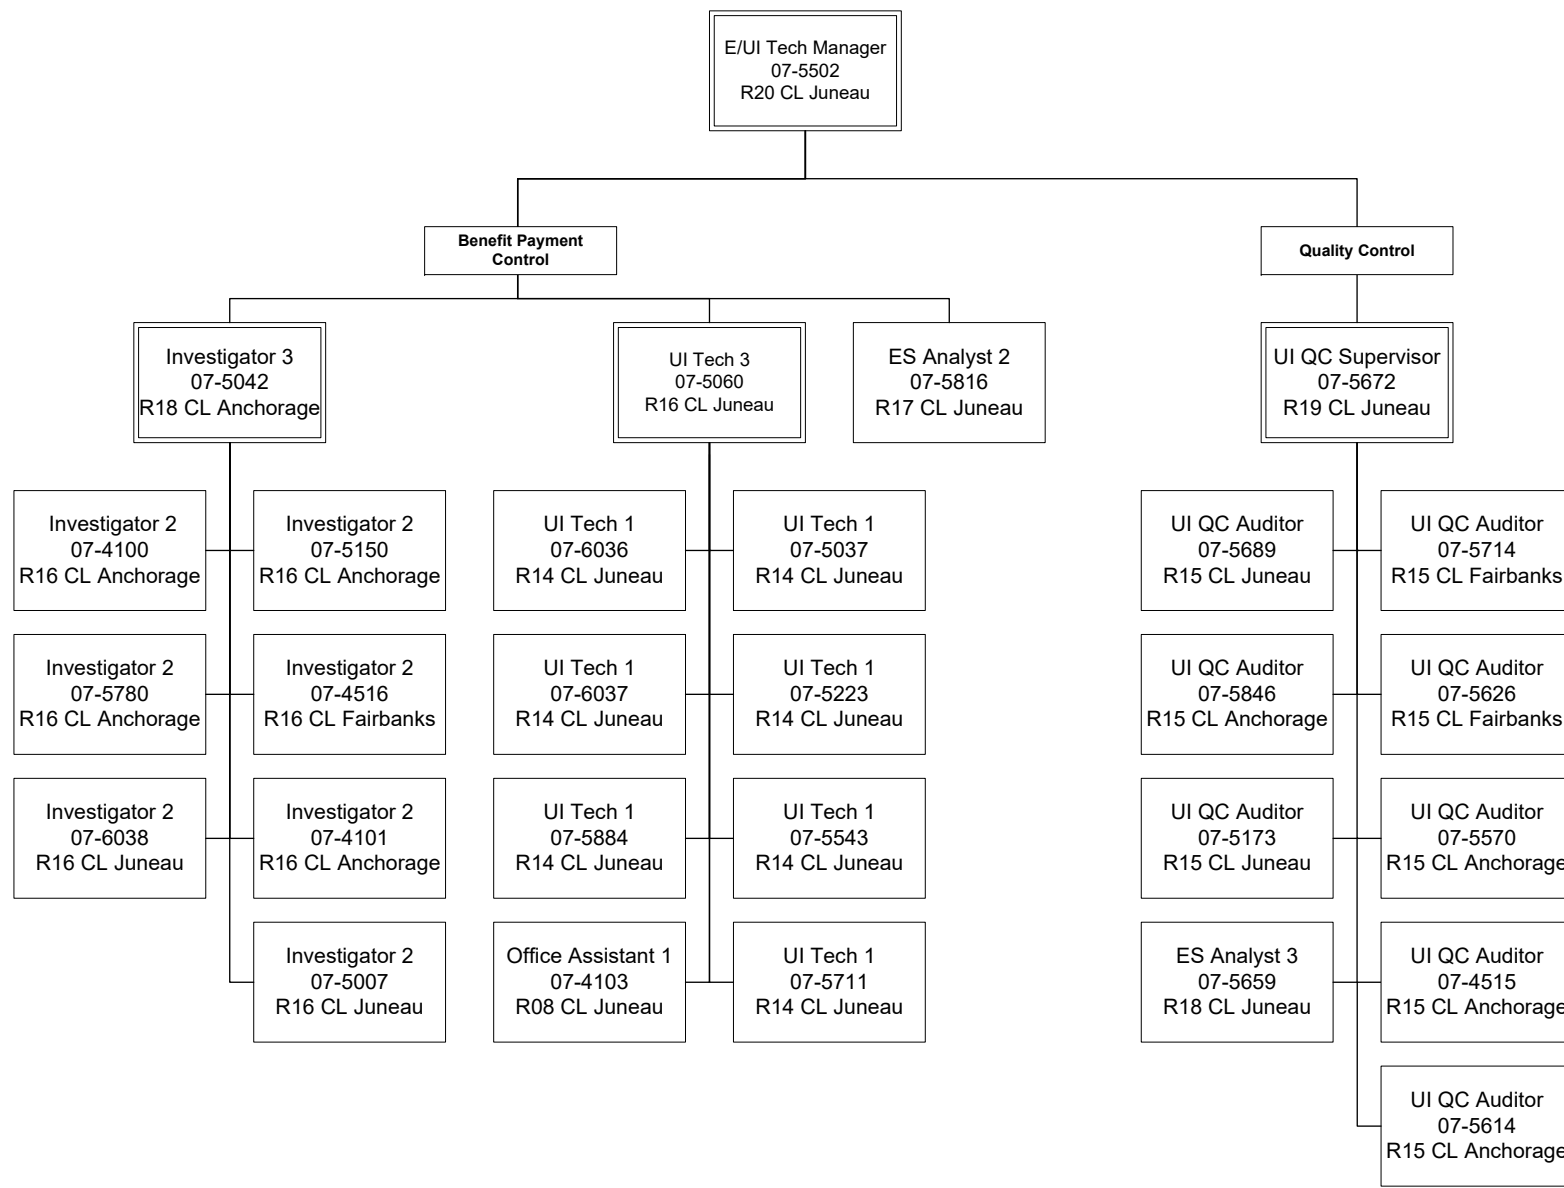 E/UI Tech Manager
07-5502
R20 CL Juneau
Benefit Payment
Control
Quality Control
Investigator 3
07-5042
R18 CL Anchorage
UI Tech 3
07-5060
R16 CL Juneau
ES Analyst 2
07-5816
R17 CL Juneau
UI QC Supervisor
07-5672
R19 CL Juneau
Investigator 2
07-4100
R16 CL Anchorage
Investigator 2
07-5150
R16 CL Anchorage
UI Tech 1
07-6036
R14 CL Juneau
UI Tech 1
07-5037
R14 CL Juneau
UI QC Auditor
07-5689
R15 CL Juneau
UI QC Auditor
07-5714
R15 CL Fairbanks
Investigator 2
07-5780
R16 CL Anchorage
Investigator 2
07-4516
R16 CL Fairbanks
UI Tech 1
07-6037
R14 CL Juneau
UI Tech 1
07-5223
R14 CL Juneau
UI QC Auditor
07-5846
R15 CL Anchorage
UI QC Auditor
07-5626
R15 CL Fairbanks
Investigator 2
07-6038
R16 CL Juneau
Investigator 2
07-4101
R16 CL Anchorage
UI Tech 1
07-5884
R14 CL Juneau
UI Tech 1
07-5543
R14 CL Juneau
UI QC Auditor
07-5173
R15 CL Juneau
UI QC Auditor
07-5570
R15 CL Anchorage
Investigator 2
07-5007
R16 CL Juneau
Office Assistant 1
07-4103
R08 CL Juneau
UI Tech 1
07-5711
R14 CL Juneau
ES Analyst 3
07-5659
R18 CL Juneau
UI QC Auditor
07-4515
R15 CL Anchorage
UI QC Auditor
07-5614
R15 CL Anchorage